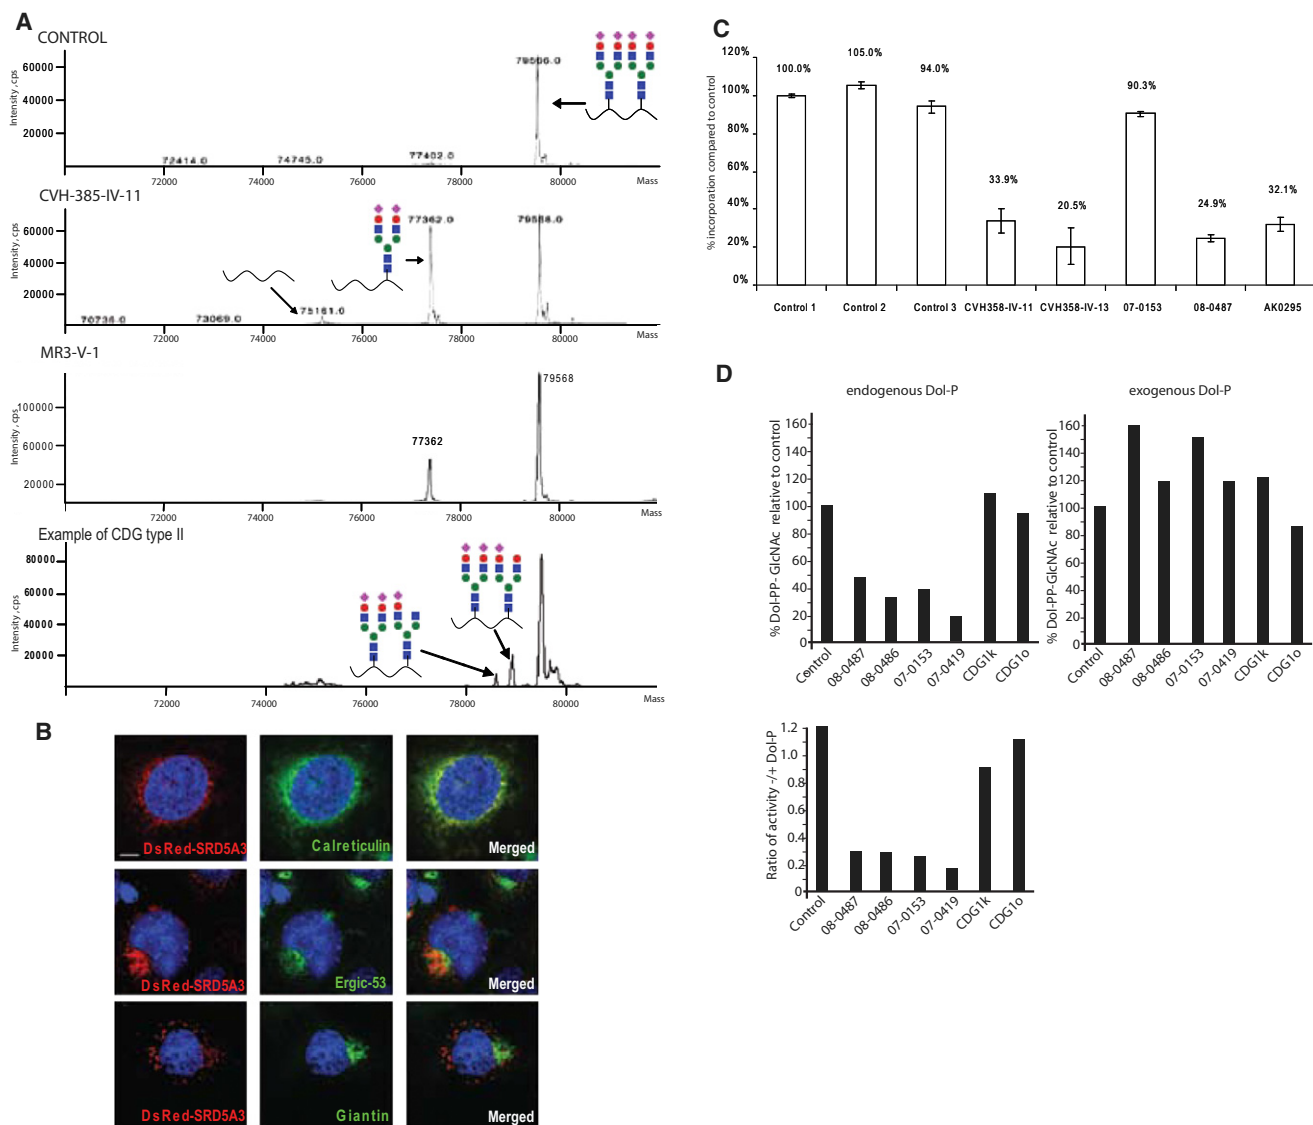 A
CONTROL
Intensity, cps
60000
40000
20000
72414.0
74745.0
77402.0
72000
74000
76000
78000
80000
Mass
CVH-385-IV-11
Intensity, cps
60000
40000
20000
70736.0
73069.0
75161.0
77362.0
72000
74000
76000
78000
80000
Mass
MR3-V-1
Intensity, cps
100000
60000
20000
77362
79568
72000
74000
76000
78000
80000
Mass
Example of CDG type II
Intensity, cps
80000
60000
40000
20000
72000
74000
76000
78000
80000
Mass
B
DsRed-SRD5A3
Calreticulin
Merged
DsRed-SRD5A3
Ergic-53
Merged
DsRed-SRD5A3
Giantin
Merged
C
% incorporation compared to control
120%
100%
80%
60%
40%
20%
0%
100.0%
105.0%
94.0%
33.9%
20.5%
90.3%
24.9%
32.1%
Control 1
Control 2
Control 3
CVH358-IV-11
CVH358-IV-13
07-0153
08-0487
AK0295
D
endogenous Dol-P
% Dol-PP- GlcNAc relative to control
160
140
120
100
80
60
40
20
0
Control
08-0487
08-0486
07-0153
07-0419
CDG1k
CDG1o
exogenous Dol-P
% Dol-PP-GlcNAc relative to control
160
140
120
100
80
60
40
20
0
Control
08-0487
08-0486
07-0153
07-0419
CDG1k
CDG1o
Ratio of activity -/+ Dol-P
1.2
1.0
0.8
0.6
0.4
0.2
0
Control
08-0487
08-0486
07-0153
07-0419
CDG1k
CDG1o